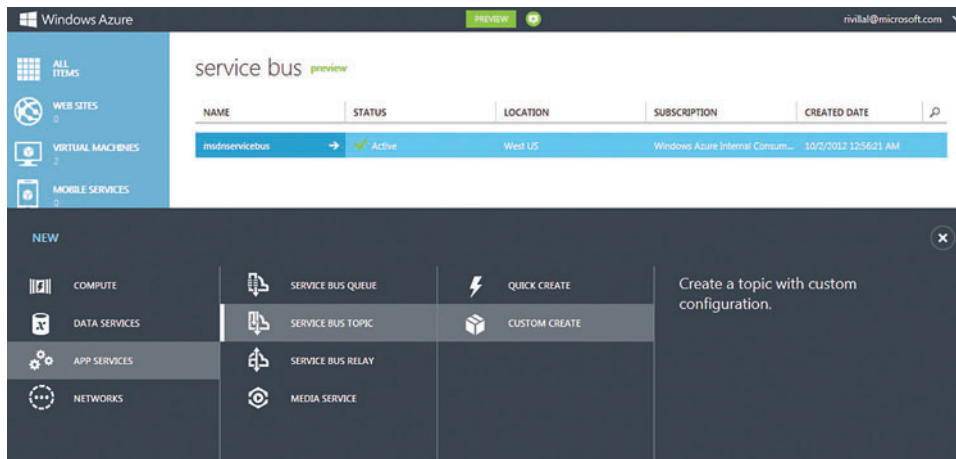 Windows Azure
PREVIEW
rivillal@microsoft.com
ALL ITEMS
WEB SITES
0
VIRTUAL MACHINES
2
MOBILE SERVICES
0
service bus preview
NAME STATUS LOCATION SUBSCRIPTION CREATED DATE
msdnservicebus Active West US Windows Azure Internal Consum... 10/2/2012 12:56:21 AM
NEW
COMPUTE
DATA SERVICES
APP SERVICES
NETWORKS
SERVICE BUS QUEUE
SERVICE BUS TOPIC
SERVICE BUS RELAY
MEDIA SERVICE
QUICK CREATE
CUSTOM CREATE
Create a topic with custom
configuration.